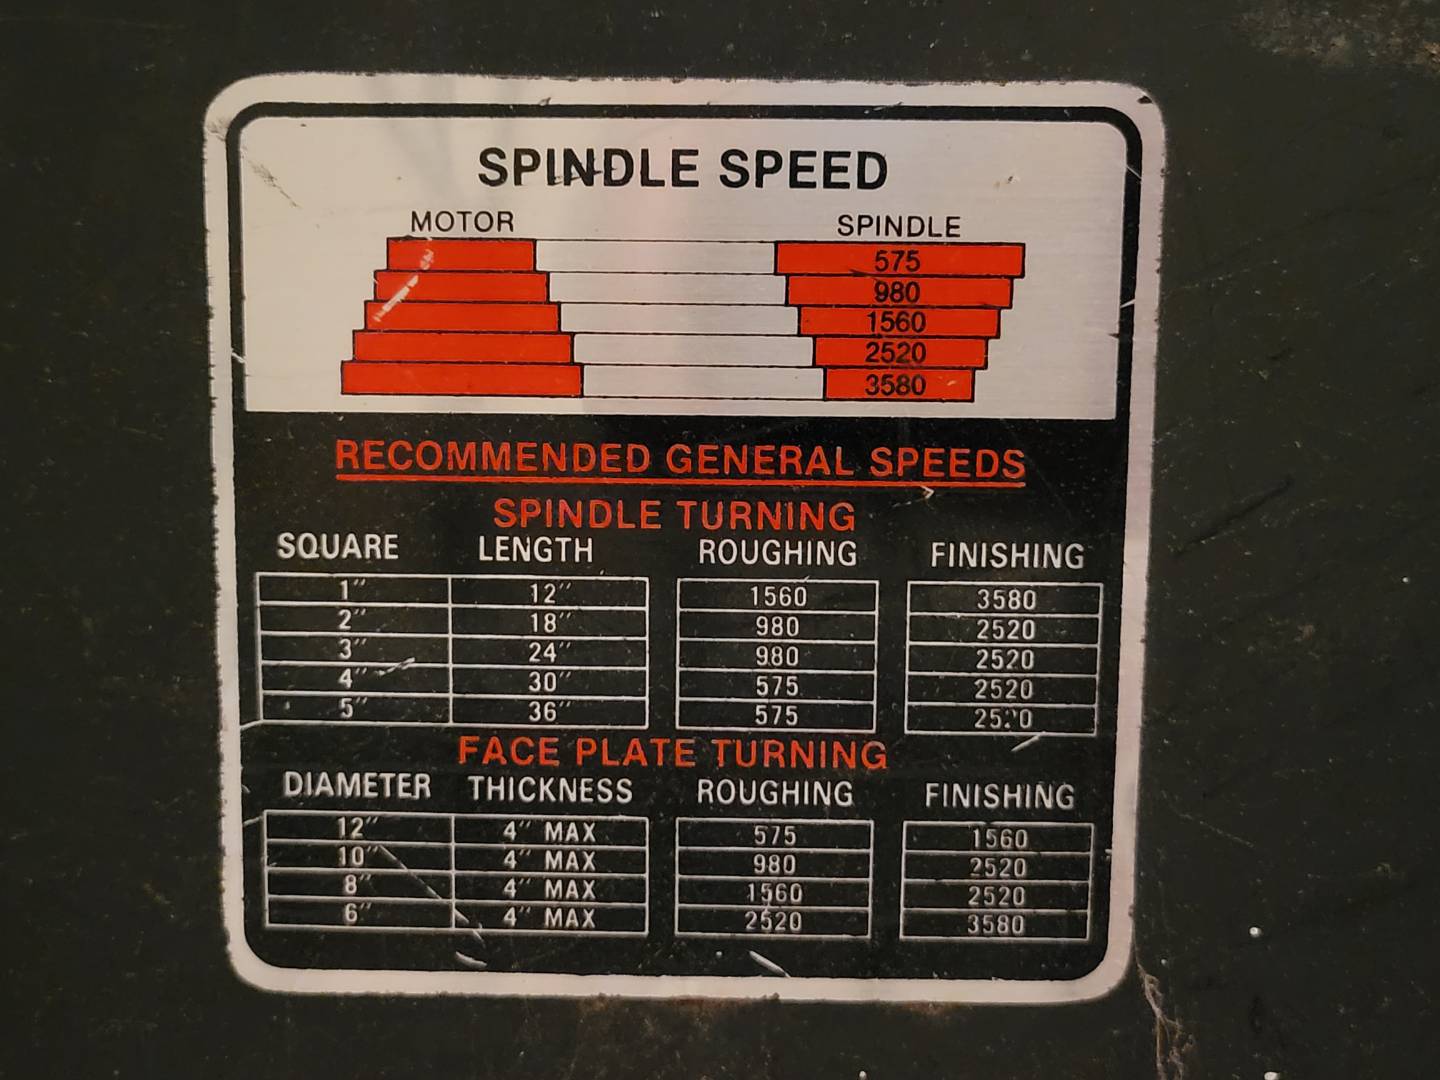 SPINDLE SPEED
MOTOR SPINDLE
575
980
1560
2520
3580
RECOMMENDED GENERAL SPEEDS
SPINDLE TURNING
SQUARE LENGTH ROUGHING FINISHING
1" 12" 1560 3580
2" 18" 980 2520
3" 24" 980 2520
4" 30" 575 2520
5" 36" 575 2520
FACE PLATE TURNING
DIAMETER THICKNESS ROUGHING FINISHING
12" 4" MAX 575 1560
10" 4" MAX 980 2520
8" 4" MAX 1560 2520
6" 4" MAX 2520 3580